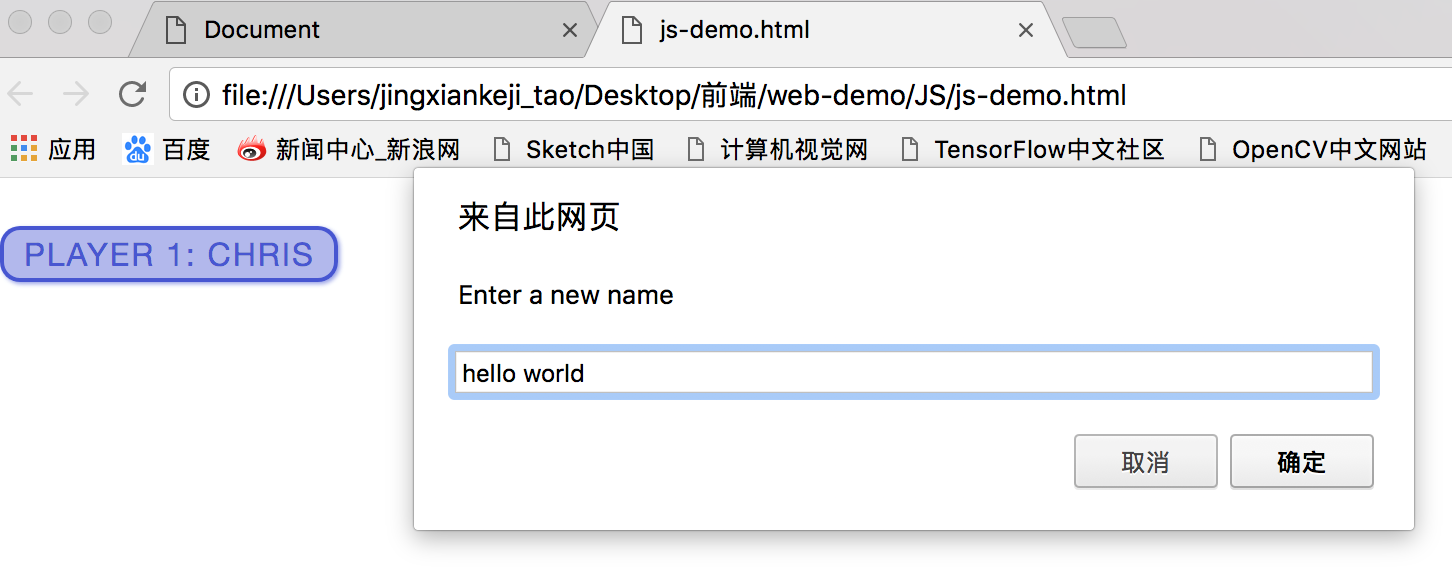 Document
js-demo.html
file:///Users/jingxiankeji_tao/Desktop/前端/web-demo/JS/js-demo.html
应用 du 百度 新闻中心_新浪网 Sketch中国 计算机视觉网 TensorFlow中文社区 OpenCV中文网站
来自此网页
PLAYER 1: CHRIS
Enter a new name
hello world
取消 确定